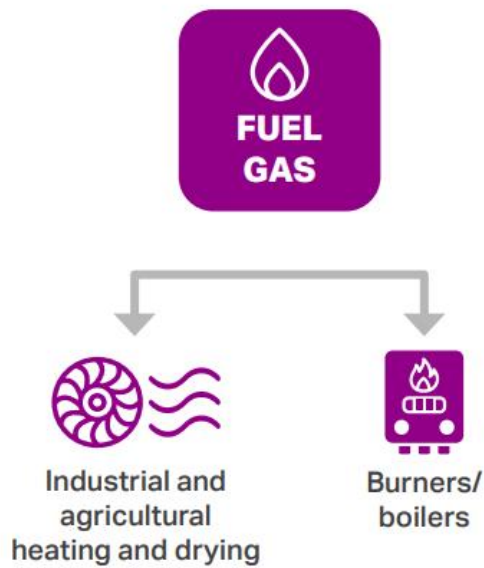 FUEL
GAS
Industrial and
agricultural
heating and drying
Burners/
boilers